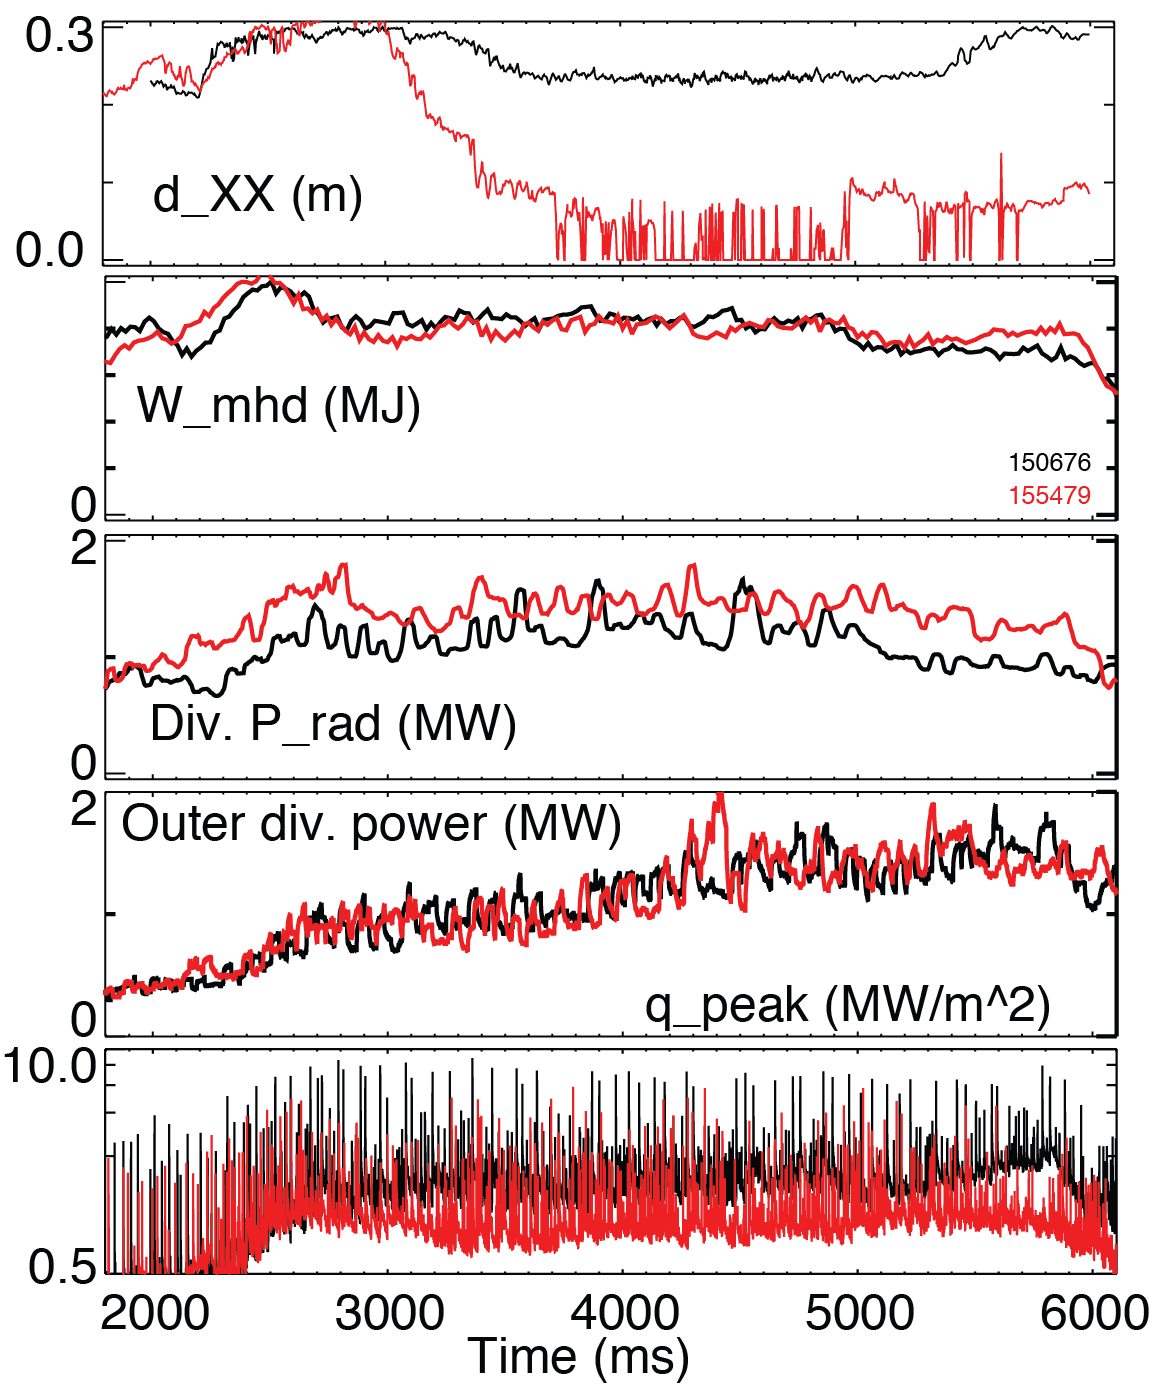 0.3
d_XX (m)
0.0
W_mhd (MJ)
150676
155479
0
2
Div. P_rad (MW)
0
2
Outer div. power (MW)
q_peak (MW/m^2)
0
10.0
0.5
2000 3000 4000 5000 6000
Time (ms)